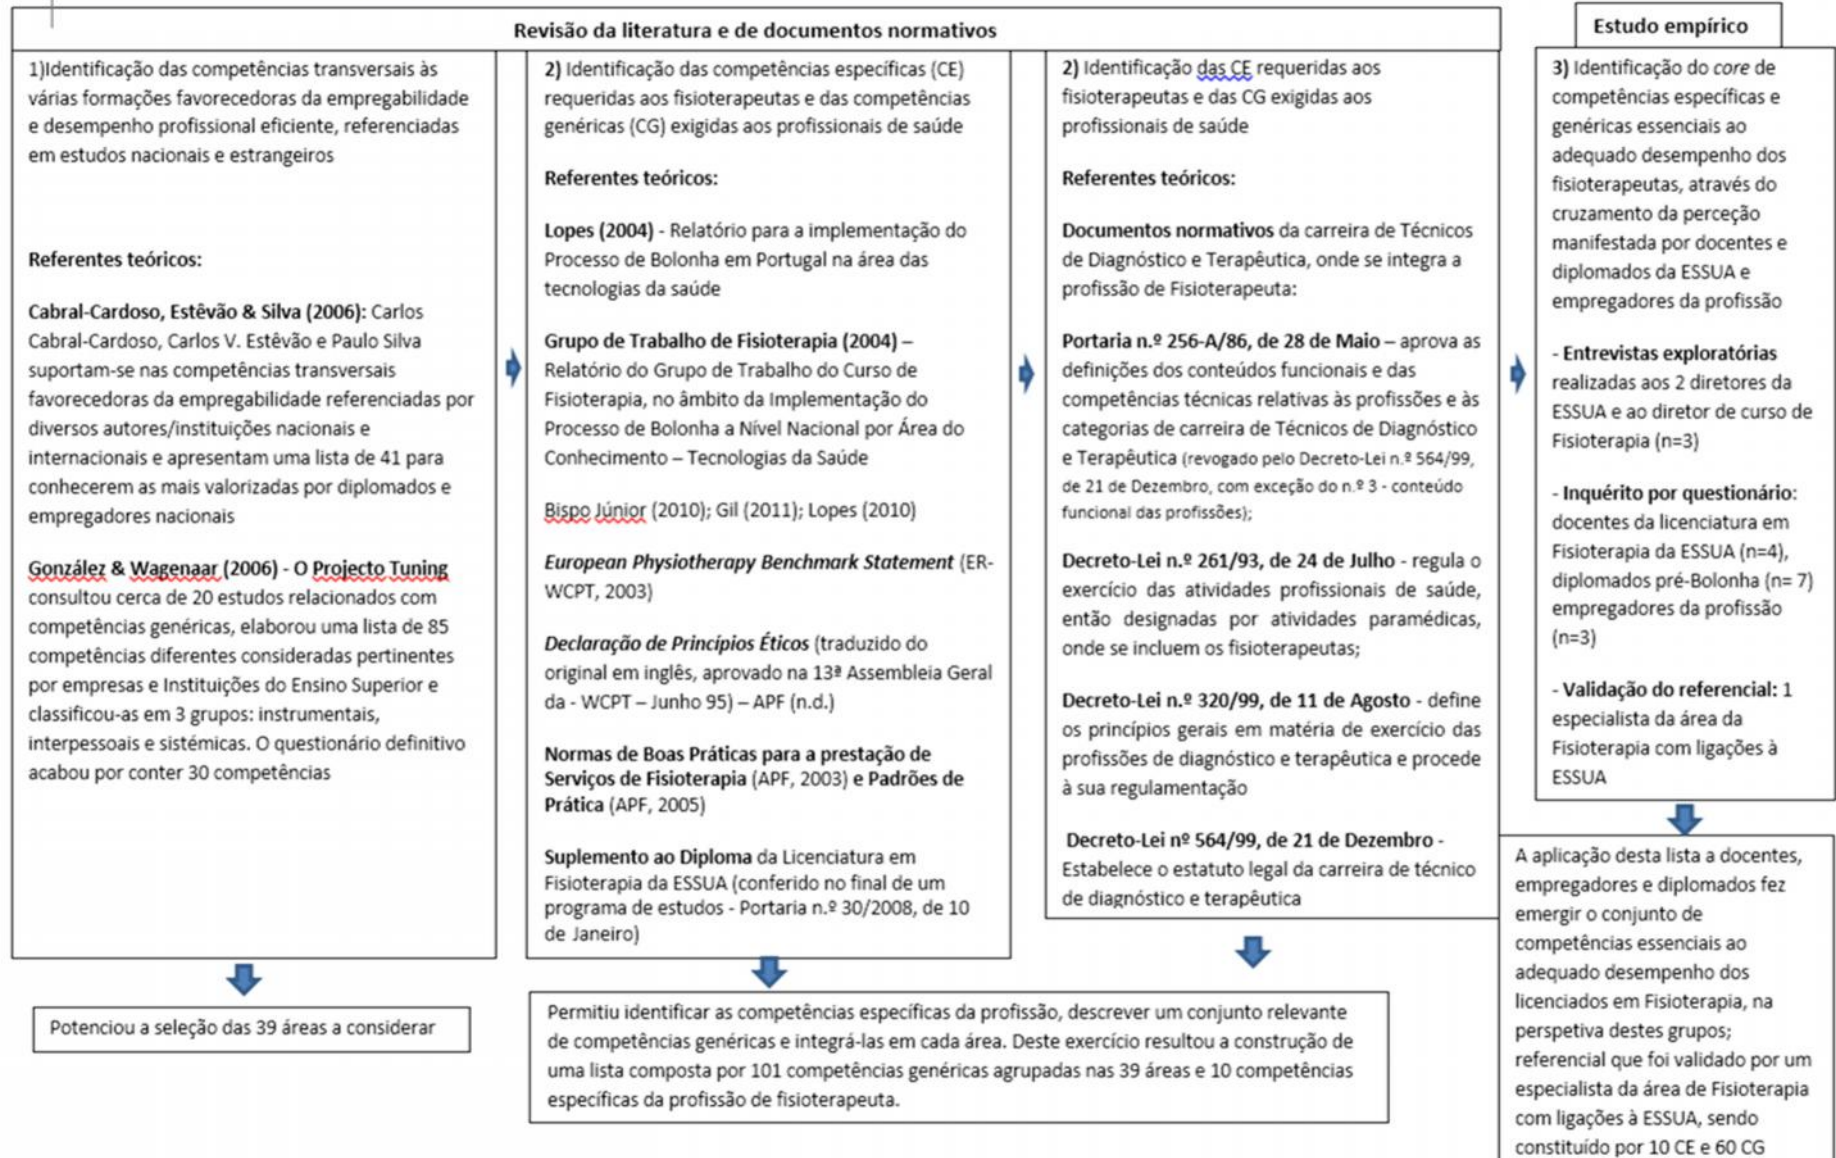 Revisão da literatura e de documentos normativos
1)Identificação das competências transversais às
várias formações favorecedoras da empregabilidade
e desempenho profissional eficiente, referenciadas
em estudos nacionais e estrangeiros
Referentes teóricos:
Cabral-Cardoso, Estêvão & Silva (2006): Carlos
Cabral-Cardoso, Carlos V. Estêvão e Paulo Silva
suportam-se nas competências transversais
favorecedoras da empregabilidade referenciadas por
diversos autores/instituições nacionais e
internacionais e apresentam uma lista de 41 para
conhecerem as mais valorizadas por diplomados e
empregadores nacionais
González & Wagenaar (2006) - O Projecto Tuning
consultou cerca de 20 estudos relacionados com
competências genéricas, elaborou uma lista de 85
competências diferentes consideradas pertinentes
por empresas e Instituições do Ensino Superior e
classificou-as em 3 grupos: instrumentais,
interpessoais e sistémicas. O questionário definitivo
acabou por conter 30 competências
Potenciou a seleção das 39 áreas a considerar
2) Identificação das competências específicas (CE)
requeridas aos fisioterapeutas e das competências
genéricas (CG) exigidas aos profissionais de saúde
Referentes teóricos:
Lopes (2004) - Relatório para a implementação do
Processo de Bolonha em Portugal na área das
tecnologias da saúde
Grupo de Trabalho de Fisioterapia (2004) –
Relatório do Grupo de Trabalho do Curso de
Fisioterapia, no âmbito da Implementação do
Processo de Bolonha a Nível Nacional por Área do
Conhecimento – Tecnologias da Saúde
Bispo Júnior (2010); Gil (2011); Lopes (2010)
European Physiotherapy Benchmark Statement (ER-
WCPT, 2003)
Declaração de Princípios Éticos (traduzido do
original em inglês, aprovado na 13ª Assembleia Geral
da - WCPT – Junho 95) – APF (n.d.)
Normas de Boas Práticas para a prestação de
Serviços de Fisioterapia (APF, 2003) e Padrões de
Prática (APF, 2005)
Suplemento ao Diploma da Licenciatura em
Fisioterapia da ESSUA (conferido no final de um
programa de estudos - Portaria n.º 30/2008, de 10
de Janeiro)
2) Identificação das CE requeridas aos
fisioterapeutas e das CG exigidas aos
profissionais de saúde
Referentes teóricos:
Documentos normativos da carreira de Técnicos
de Diagnóstico e Terapêutica, onde se integra a
profissão de Fisioterapeuta:
Portaria n.º 256-A/86, de 28 de Maio – aprova as
definições dos conteúdos funcionais e das
competências técnicas relativas às profissões e às
categorias de carreira de Técnicos de Diagnóstico
e Terapêutica (revogado pelo Decreto-Lei n.º 564/99,
de 21 de Dezembro, com exceção do n.º 3 - conteúdo
funcional das profissões);
Decreto-Lei n.º 261/93, de 24 de Julho - regula o
exercício das atividades profissionais de saúde,
então designadas por atividades paramédicas,
onde se incluem os fisioterapeutas;
Decreto-Lei n.º 320/99, de 11 de Agosto - define
os princípios gerais em matéria de exercício das
profissões de diagnóstico e terapêutica e procede
à sua regulamentação
Decreto-Lei nº 564/99, de 21 de Dezembro -
Estabelece o estatuto legal da carreira de técnico
de diagnóstico e terapêutica
Permitiu identificar as competências específicas da profissão, descrever um conjunto relevante
de competências genéricas e integrá-las em cada área. Deste exercício resultou a construção de
uma lista composta por 101 competências genéricas agrupadas nas 39 áreas e 10 competências
específicas da profissão de fisioterapeuta.
Estudo empírico
3) Identificação do core de
competências específicas e
genéricas essenciais ao
adequado desempenho dos
fisioterapeutas, através do
cruzamento da perceção
manifestada por docentes e
diplomados da ESSUA e
empregadores da profissão
- Entrevistas exploratórias
realizadas aos 2 diretores da
ESSUA e ao diretor de curso de
Fisioterapia (n=3)
- Inquérito por questionário:
docentes da licenciatura em
Fisioterapia da ESSUA (n=4),
diplomados pré-Bolonha (n= 7)
empregadores da profissão
(n=3)
- Validação do referencial: 1
especialista da área da
Fisioterapia com ligações à
ESSUA
A aplicação desta lista a docentes,
empregadores e diplomados fez
emergir o conjunto de
competências essenciais ao
adequado desempenho dos
licenciados em Fisioterapia, na
perspetiva destes grupos;
referencial que foi validado por um
especialista da área de Fisioterapia
com ligações à ESSUA, sendo
constituído por 10 CE e 60 CG